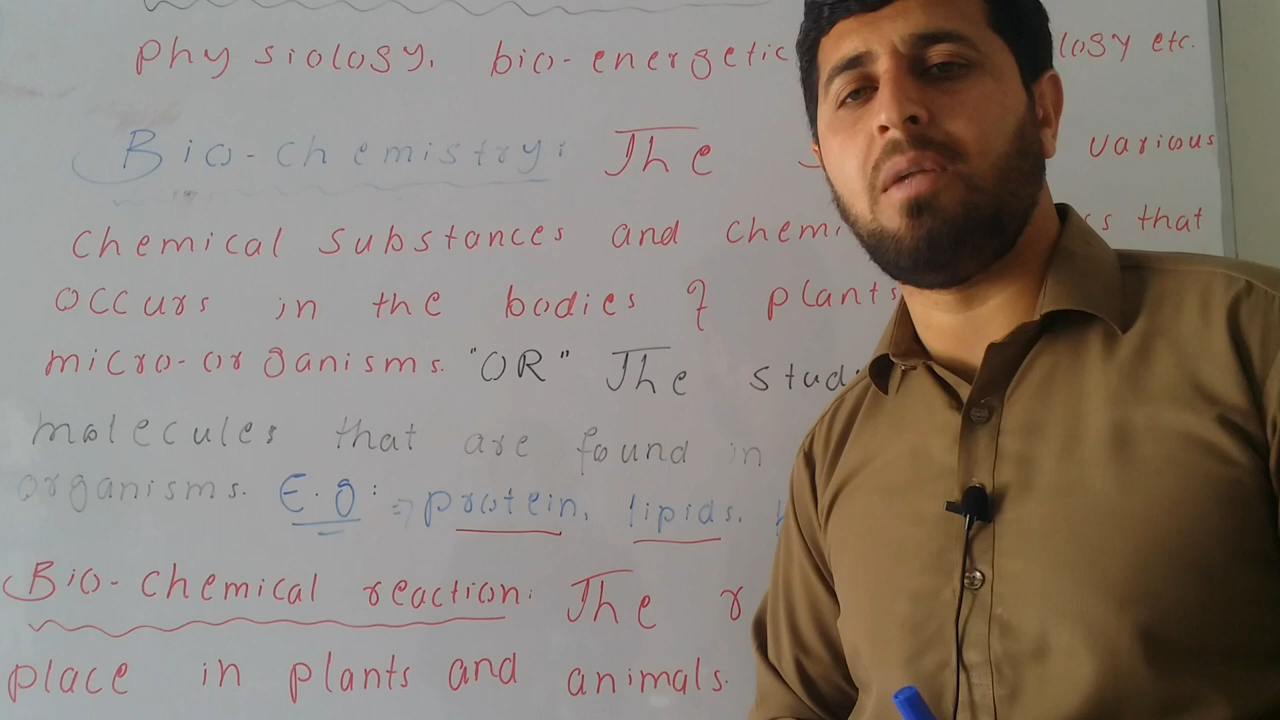 physiology, bio-energetic logy etc.
Bio-chemistry: The various
chemical substances and chemi s that
occurs in the bodies of plants
micro-organisms. "OR" The stud
molecules that are found in
organisms. E.g: => protein, lipids.
Bio-chemical reaction: The r
place in plants and animals.